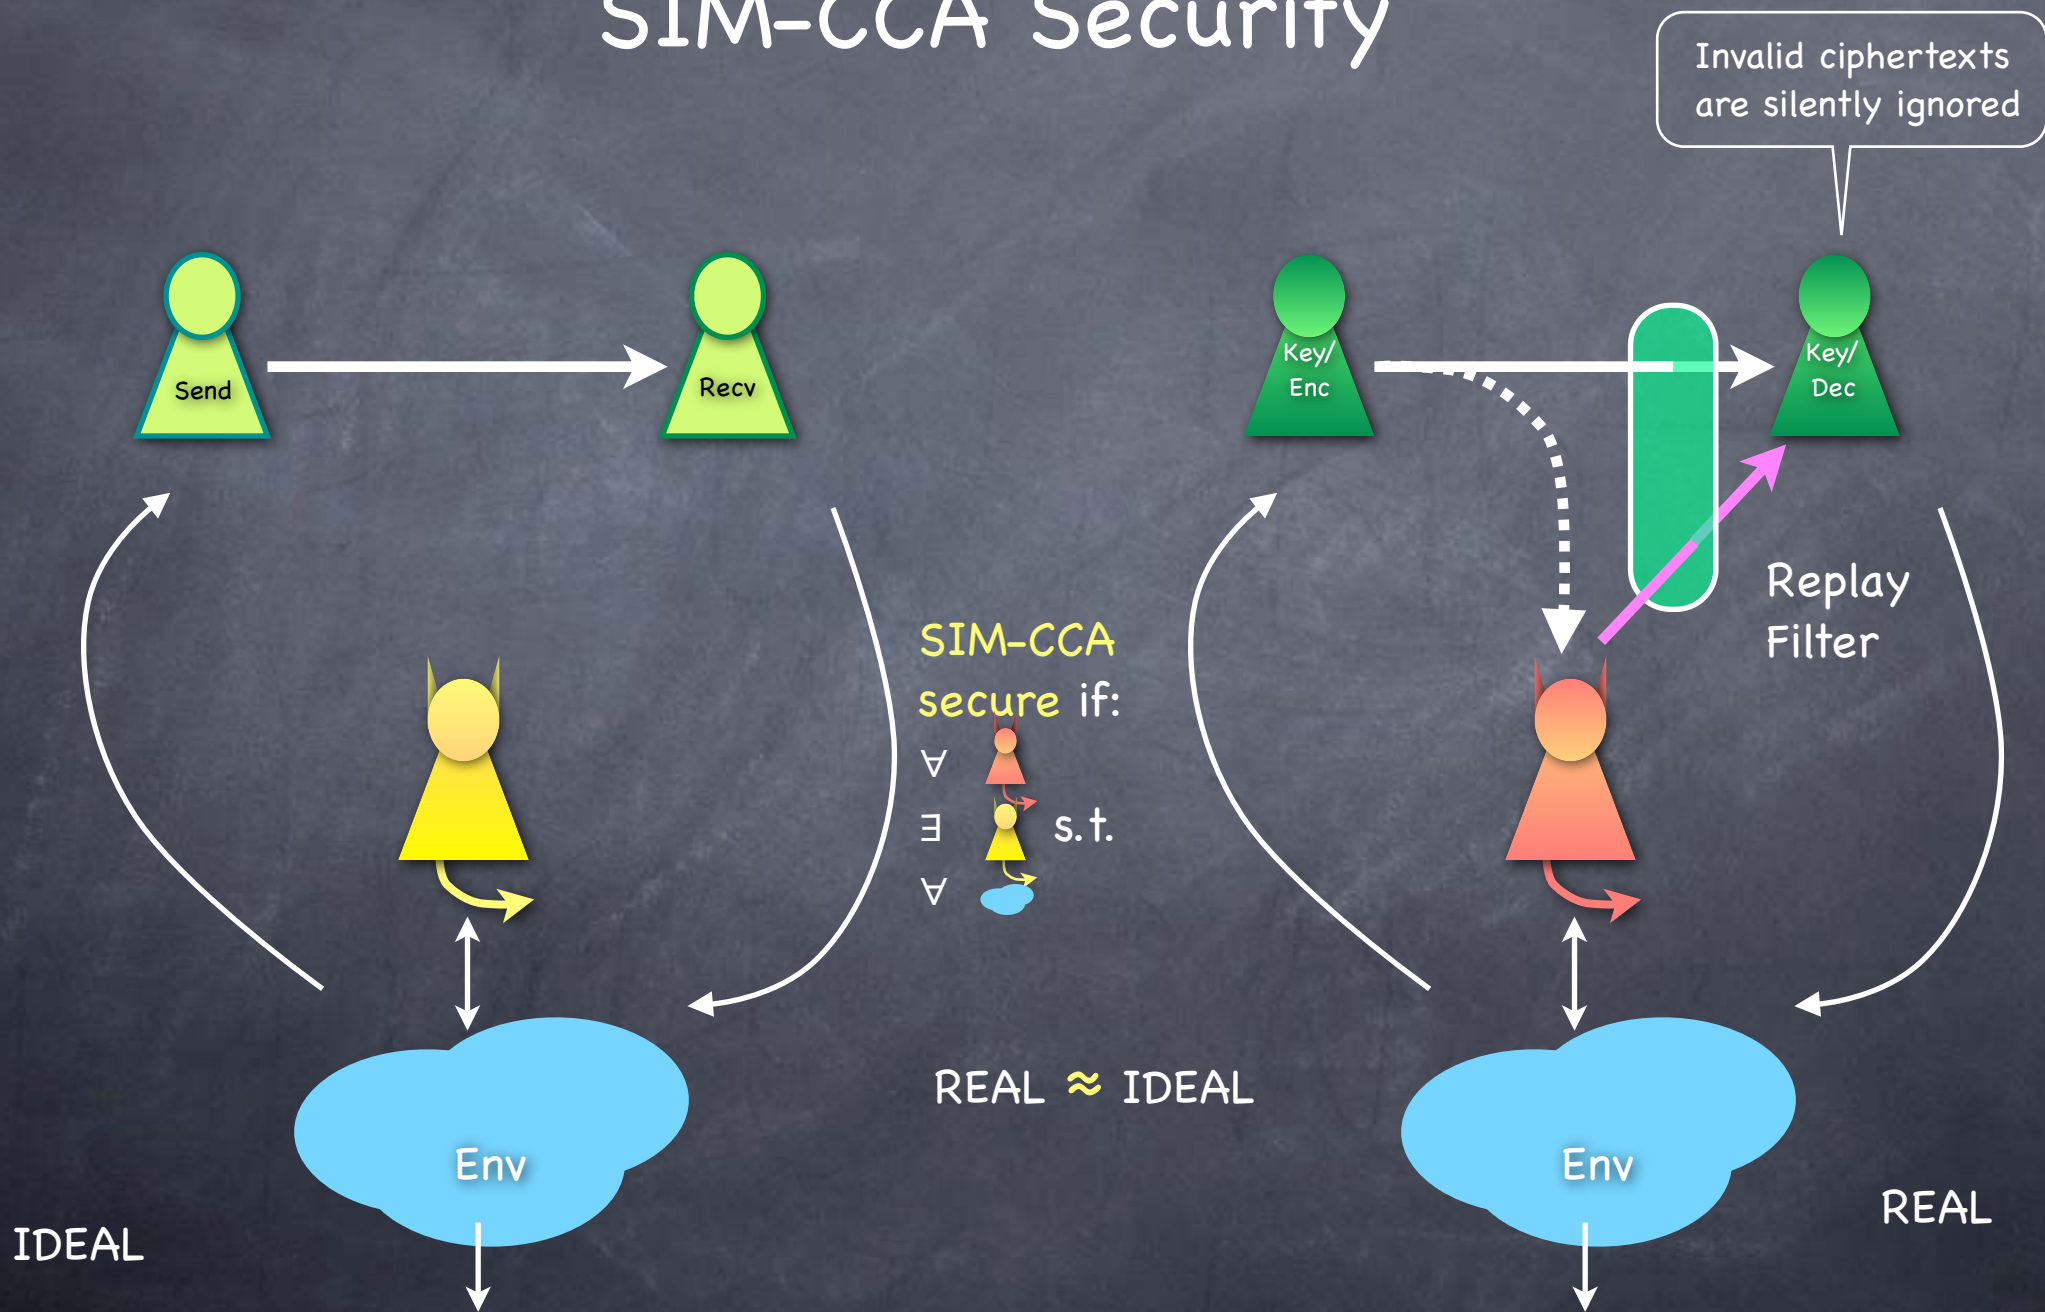 SIM-CCA Security
Invalid ciphertexts
are silently ignored
Send
Recv
Key/
Enc
Key/
Dec
Replay
Filter
SIM-CCA
secure if:
∀
∃ s.t.
∀
REAL ≈ IDEAL
Env
Env
IDEAL
REAL